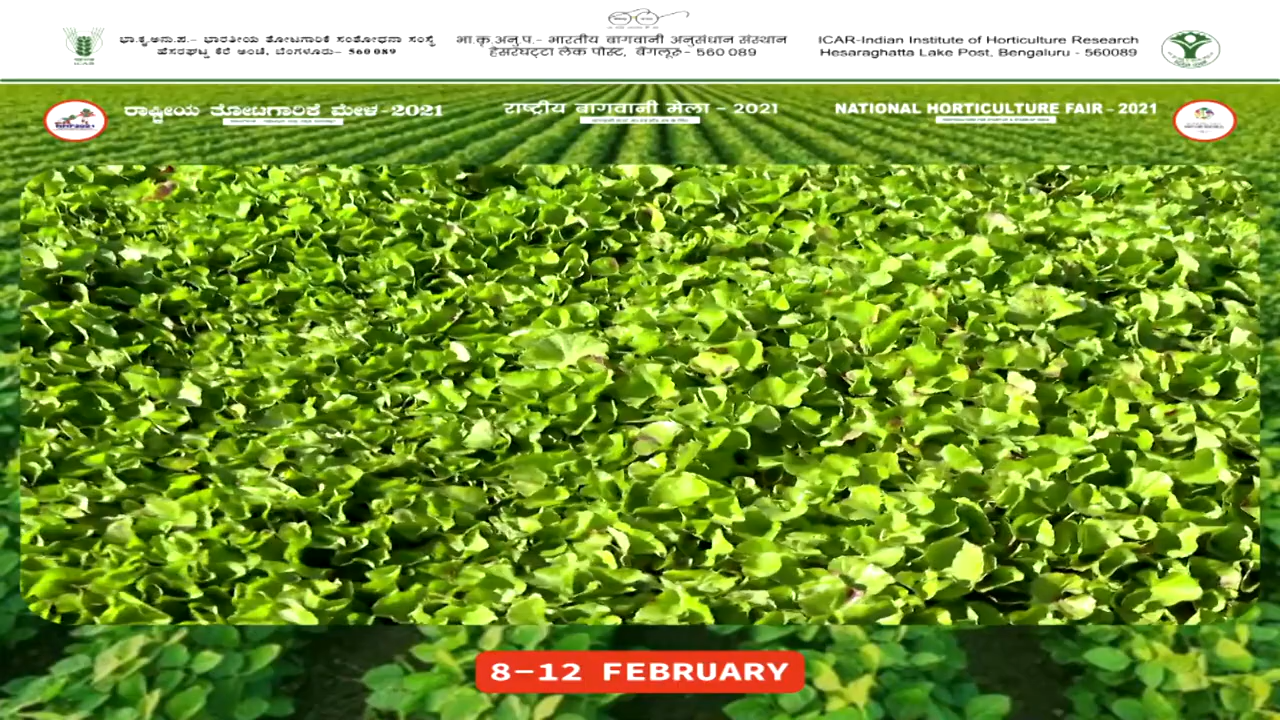 ಭಾ.ಕೃ.ಅನು.ಪ.- ಭಾರತೀಯ ತೋಟಗಾರಿಕೆ ಸಂಶೋಧನಾ ಸಂಸ್ಥೆ
ಹೆಸರಘಟ್ಟ ಕೆರೆ ಅಂಚೆ, ಬೆಂಗಳೂರು- 560 089
भा.कृ.अनु.प.- भारतीय बागवानी अनुसंधान संस्थान
हेसरघट्टा लेक पोस्ट, बेंगलूरु- 560 089
ICAR-Indian Institute of Horticulture Research
Hesaraghatta Lake Post, Bengaluru - 560089
ICAR
ರಾಷ್ಟ್ರೀಯ ತೋಟಗಾರಿಕೆ ಮೇಳ -2021
राष्ट्रीय बागवानी मेला - 2021
NATIONAL HORTICULTURE FAIR - 2021
8-12 FEBRUARY